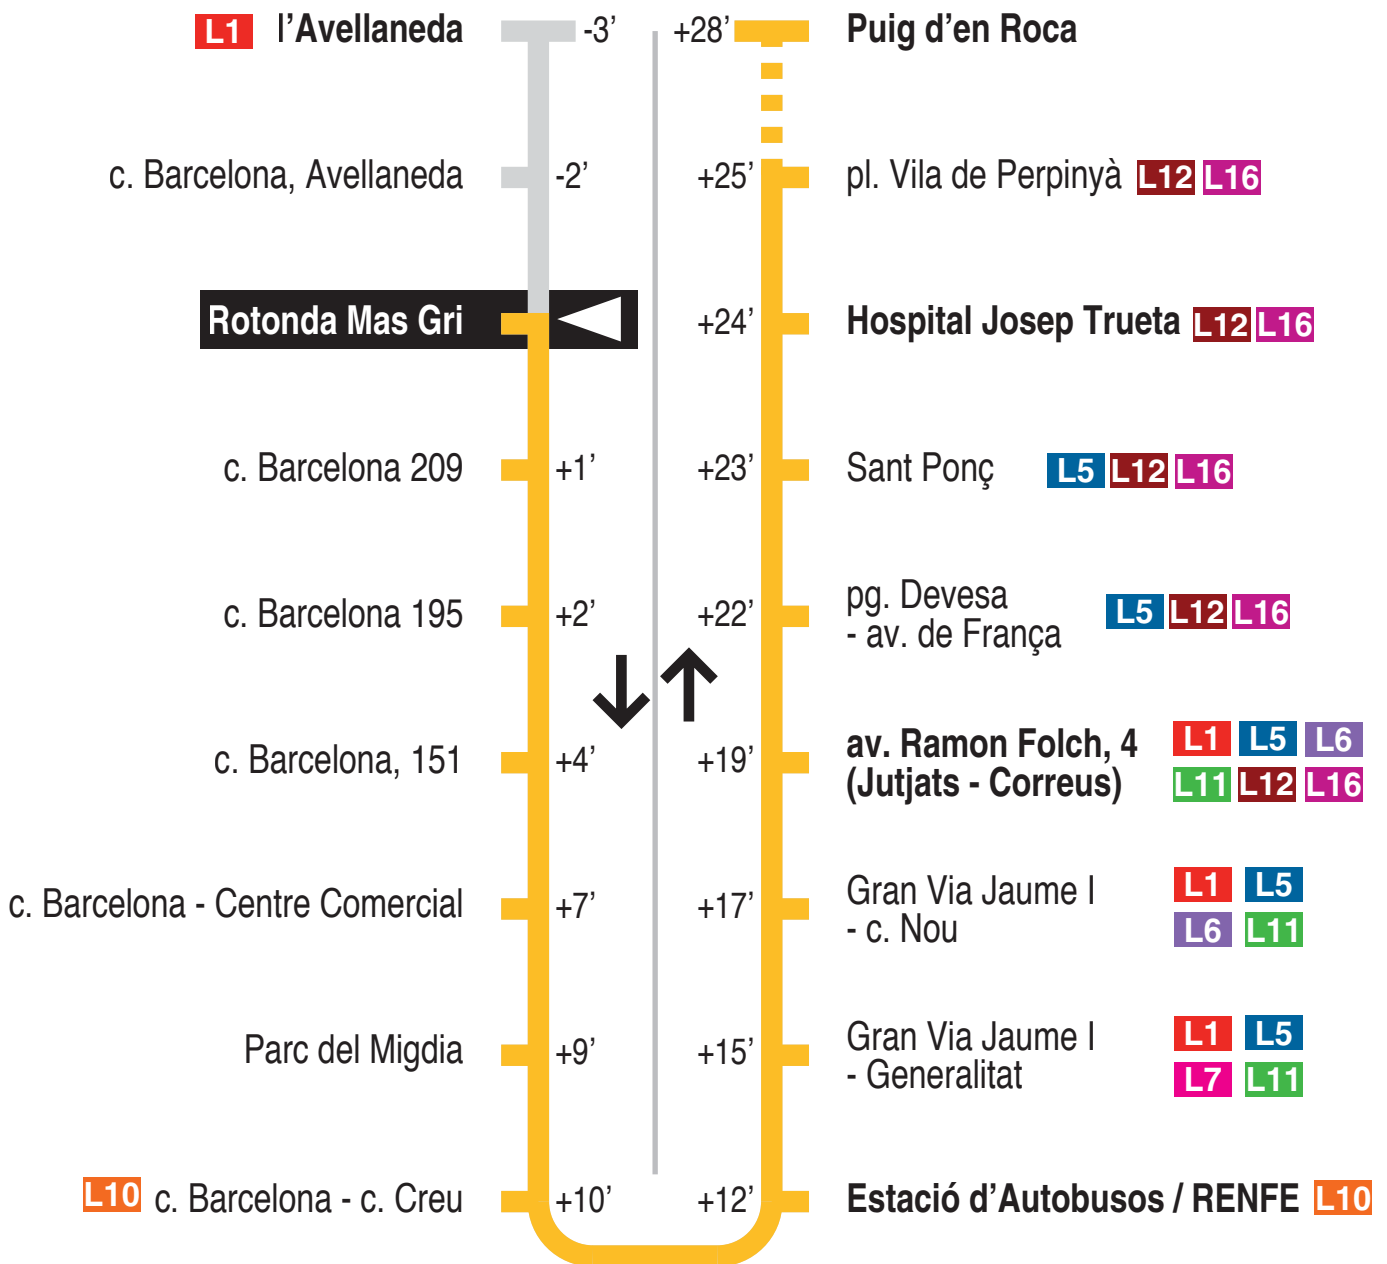 L1 l’Avellaneda -3’
c. Barcelona, Avellaneda -2’
Rotonda Mas Gri
c. Barcelona 209 +1’
c. Barcelona 195 +2’
c. Barcelona, 151 +4’
c. Barcelona - Centre Comercial +7’
Parc del Migdia +9’
L10 c. Barcelona - c. Creu +10’
+28’ Puig d’en Roca
+25’ pl. Vila de Perpinyà L12 L16
+24’ Hospital Josep Trueta L12 L16
+23’ Sant Ponç L5 L12 L16
+22’ pg. Devesa
- av. de França L5 L12 L16
+19’ av. Ramon Folch, 4 L1 L5 L6
(Jutjats - Correus) L11 L12 L16
+17’ Gran Via Jaume I L1 L5
- c. Nou L6 L11
+15’ Gran Via Jaume I L1 L5
- Generalitat L7 L11
+12’ Estació d’Autobusos / RENFE L10